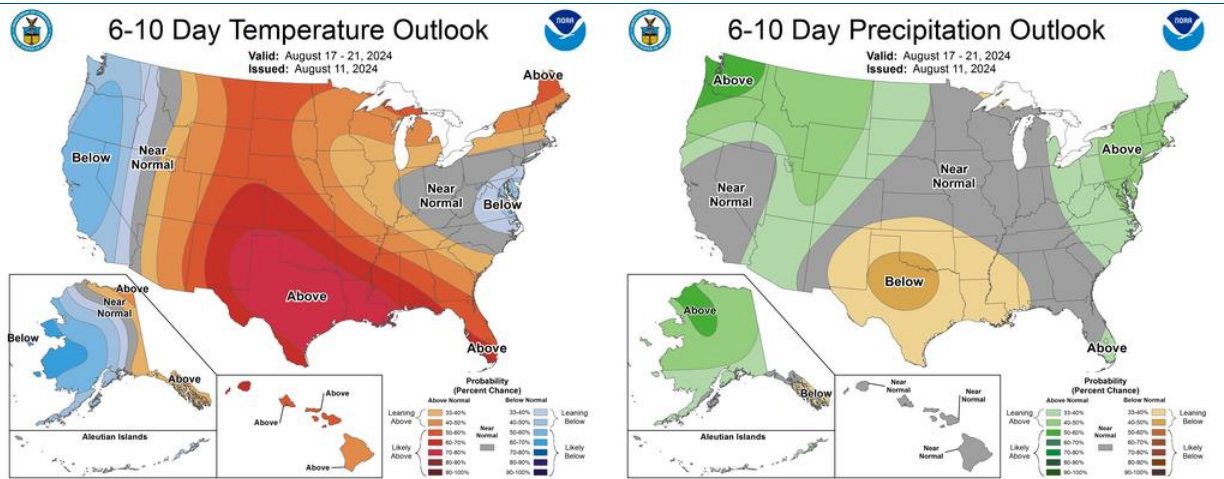 6-10 Day Temperature Outlook
Valid: August 17 - 21, 2024
Issued: August 11, 2024
NOAA
Above
Below
Near
Normal
Near
Normal
Below
Above
Above
Above
Near
Normal
Below
Above
Aleutian Islands
Above
Above
Above
Probability
(Percent Chance)
Above Normal
Below Normal
Leaning
Above
Likely
Above
33-40%
40-50%
50-60%
60-70%
70-80%
80-90%
90-100%
Near
Normal
33-40%
40-50%
50-60%
60-70%
70-80%
80-90%
90-100%
Leaning
Below
Likely
Below
6-10 Day Precipitation Outlook
Valid: August 17 - 21, 2024
Issued: August 11, 2024
NOAA
Above
Near
Normal
Near
Normal
Above
Below
Above
Above
Below
Aleutian Islands
Near
Normal
Near
Normal
Near
Normal
Probability
(Percent Chance)
Above Normal
Below Normal
Leaning
Above
Likely
Above
33-40%
40-50%
50-60%
60-70%
70-80%
80-90%
90-100%
Near
Normal
33-40%
40-50%
50-60%
60-70%
70-80%
80-90%
90-100%
Leaning
Below
Likely
Below